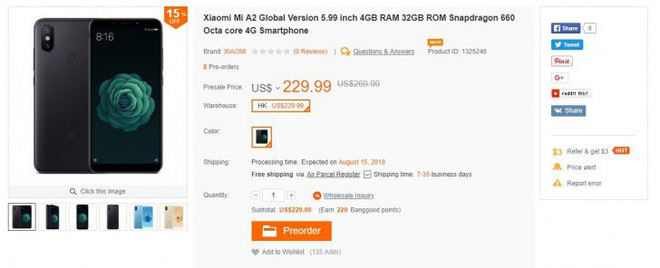 15%
OFF
8:16
Click this image
Xiaomi Mi A2 Global Version 5.99 inch 4GB RAM 32GB ROM Snapdragon 660
Octa core 4G Smartphone
Brand: XIAOMI (0 Reviews) | Questions & Answers NEW Product ID: 1325248
8 Pre-orders
Presale Price: US$ 229.99 US$269.99
Warehouse: HK US$229.99
Color:
Shipping: Processing time: Expected on August 15, 2018
Free shipping via Air Parcel Register Shipping time: 7-35 business days
Quantity: − 1 + Wholesale Inquiry
Subtotal: US$229.99 (Earn 229 Banggood points)
Preorder
Add to Wishlist (135 Adds)
Share 0
Tweet
Pin it
G+
reddit this!
Share
Refer & get $3 HOT
Price alert
Report error